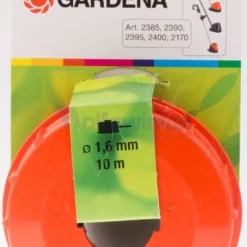 GARDENA
Art. 2385, 2390,
2395, 2400, 2170
ø 1,6 mm
10 m